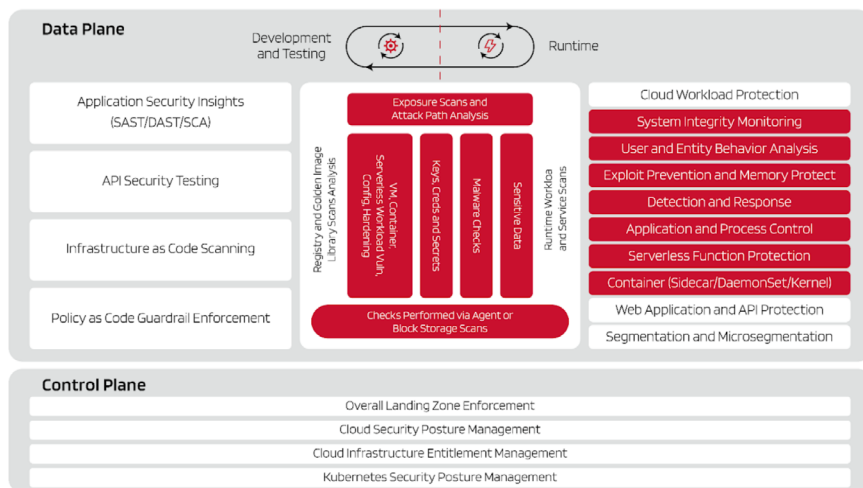 Data Plane
Development
and Testing
Runtime
Application Security Insights
(SAST/DAST/SCA)
API Security Testing
Infrastructure as Code Scanning
Policy as Code Guardrail Enforcement
Exposure Scans and
Attack Path Analysis
Registry and Golden Image
Library Scans Analysis
VM, Container,
Serverless Workload Vuln,
Config, Hardening
Keys, Creds and Secrets
Malware Checks
Sensitive Data
Runtime Workloa
and Service Scans
Checks Performed via Agent or
Block Storage Scans
Cloud Workload Protection
System Integrity Monitoring
User and Entity Behavior Analysis
Exploit Prevention and Memory Protect
Detection and Response
Application and Process Control
Serverless Function Protection
Container (Sidecar/DaemonSet/Kernel)
Web Application and API Protection
Segmentation and Microsegmentation
Control Plane
Overall Landing Zone Enforcement
Cloud Security Posture Management
Cloud Infrastructure Entitlement Management
Kubernetes Security Posture Management